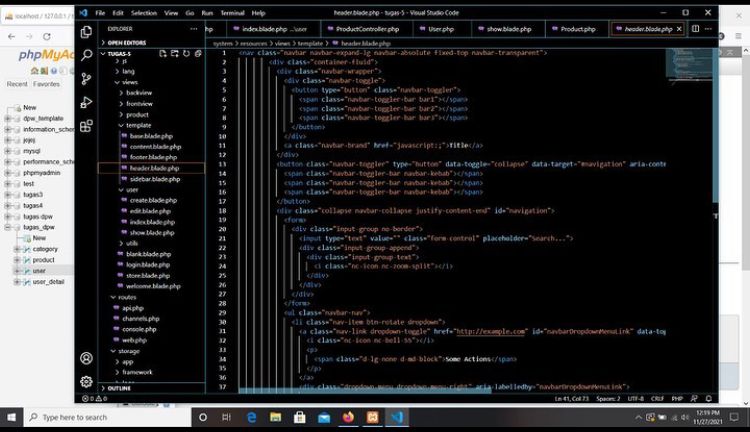 header.blade.php - tugas-5 - Visual Studio Code
File Edit Selection View Go Run Terminal Help
localhost / 127.0.0.1 /
phpMyAd
Recent Favorites
New
dpw_template
information_schem
jojoj
mysql
performance_schem
phpmyadmin
test
tugas3
tugas4
tugas dpw
tugas_dpw
New
category
product
user
user_detail
EXPLORER
OPEN EDITORS
TUGAS-5
js
lang
views
backview
frontview
product
template
base.blade.php
content.blade.php
footer.blade.php
header.blade.php
sidebar.blade.php
user
create.blade.php
edit.blade.php
index.blade.php
show.blade.php
utils
blank.blade.php
login.blade.php
store.blade.php
welcome.blade.php
routes
api.php
channels.php
console.php
web.php
storage
app
framework
OUTLINE
index.blade.php ...\user
ProductController.php
User.php
show.blade.php
Product.php
header.blade.php
system > resources > views > template > header.blade.php
1 <nav class="navbar navbar-expand-lg navbar-absolute fixed-top navbar-transparent">
2 <div class="container-fluid">
3 <div class="navbar-wrapper">
4 <div class="navbar-toggle">
5 <button type="button" class="navbar-toggler">
6 <span class="navbar-toggler-bar bar1"></span>
7 <span class="navbar-toggler-bar bar2"></span>
8 <span class="navbar-toggler-bar bar3"></span>
9 </button>
10 </div>
11 <a class="navbar-brand" href="javascript:;">Title</a>
12 </div>
13 <button class="navbar-toggler" type="button" data-toggle="collapse" data-target="#navigation" aria-cont
14 <span class="navbar-toggler-bar navbar-kebab"></span>
15 <span class="navbar-toggler-bar navbar-kebab"></span>
16 <span class="navbar-toggler-bar navbar-kebab"></span>
17 </button>
18 <div class="collapse navbar-collapse justify-content-end" id="navigation">
19 <form>
20 <div class="input-group no-border">
21 <input type="text" value="" class="form-control" placeholder="Search...">
22 <div class="input-group-append">
23 <div class="input-group-text">
24 <i class="nc-icon nc-zoom-split"></i>
25 </div>
26 </div>
27 </div>
28 </form>
29 <ul class="navbar-nav">
30 <li class="nav-item btn-rotate dropdown">
31 <a class="nav-link dropdown-toggle" href="http://example.com" id="navbarDropdownMenuLink" data-tog
32 <i class="nc-icon nc-bell-55"></i>
33 <p>
34 <span class="d-lg-none d-md-block">Some Actions</span>
35 </p>
36 </a>
37 <div class="dropdown-menu dropdown-menu-right" aria-labelledby="navbarDropdownMenuLink">
0 0
Ln 41, Col 73 Spaces: 2 UTF-8 CRLF PHP
Type here to search
12:19 PM
11/27/2021